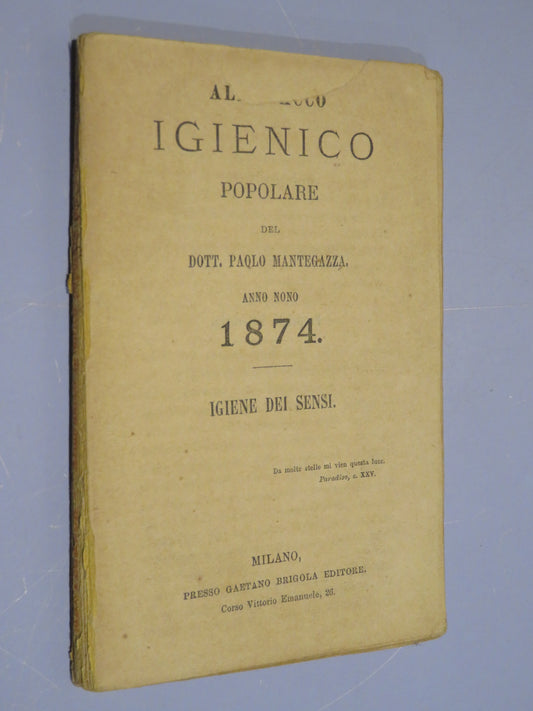 IGIENICO
POPOLARE
DEL
DOTT. PAOLO MANTEGAZZA.
ANNO NONO
1874.
IGIENE DEI SENSI.
Da molte stelle mi vien questa luce.
Paradiso, c. XXV.
MILANO,
PRESSO GAETANO BRIGOLA EDITORE.
Corso Vittorio Emanuele, 26.